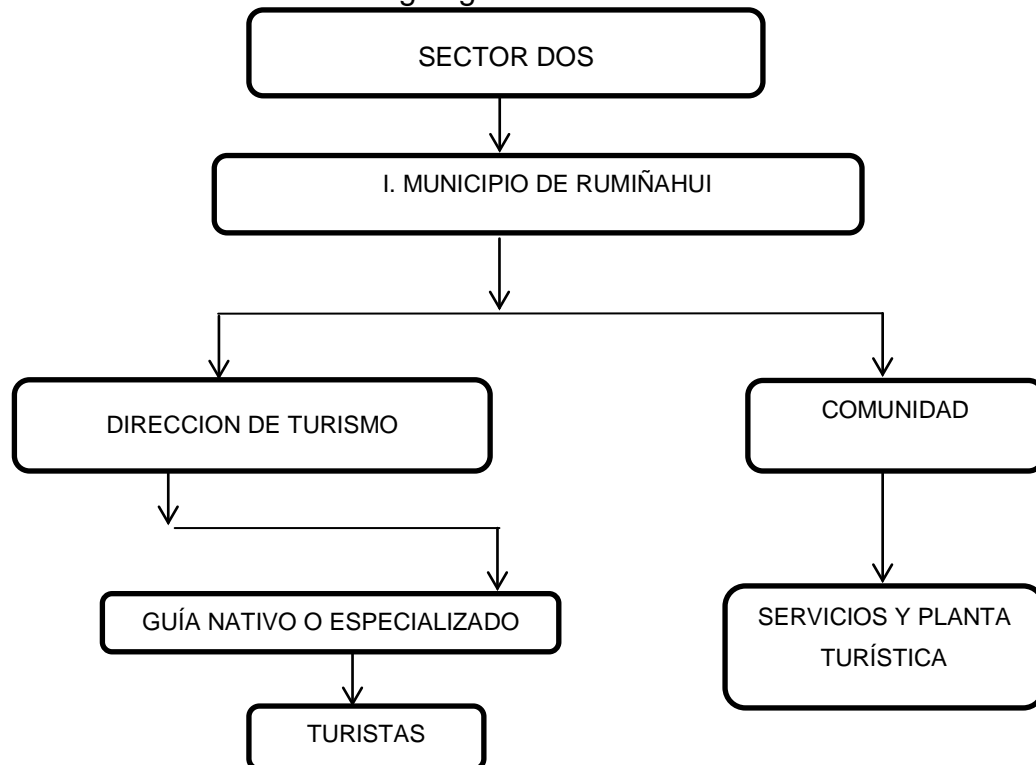 SECTOR DOS
I. MUNICIPIO DE RUMIÑAHUI
DIRECCION DE TURISMO
COMUNIDAD
GUÍA NATIVO O ESPECIALIZADO
SERVICIOS Y PLANTA
TURÍSTICA
TURISTAS